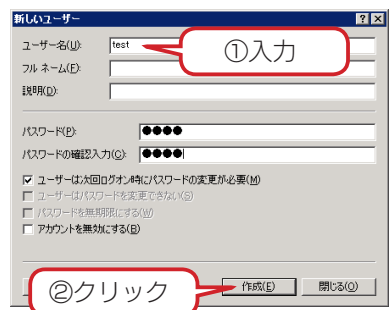 新しいユーザー
ユーザー名(U): test
①入力
フル ネーム(F):
説明(D):
パスワード(P): ●●●●
パスワードの確認入力(C): ●●●●
ユーザーは次回ログオン時にパスワードの変更が必要(M)
ユーザーはパスワードを変更できない(S)
パスワードを無期限にする(W)
アカウントを無効にする(B)
②クリック
作成(E) 閉じる(O)